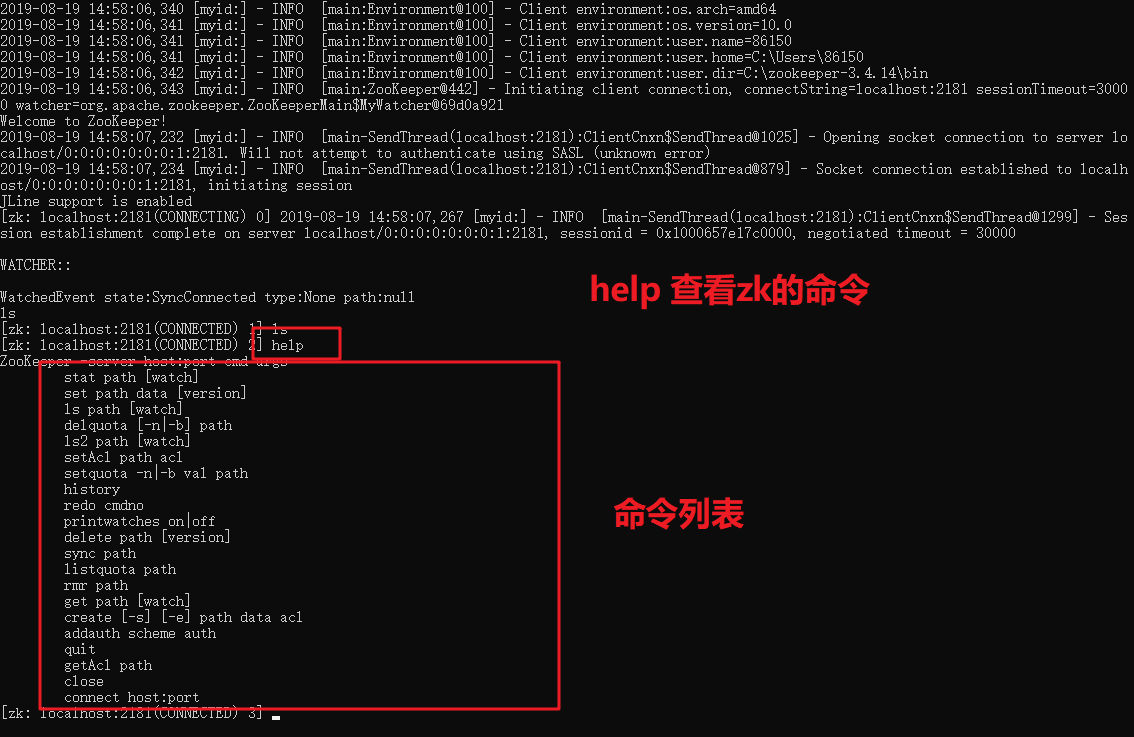 2019-08-19 14:58:06,340 [myid:] - INFO  [main:Environment@100] - Client environment:os.arch=amd64
2019-08-19 14:58:06,341 [myid:] - INFO  [main:Environment@100] - Client environment:os.version=10.0
2019-08-19 14:58:06,341 [myid:] - INFO  [main:Environment@100] - Client environment:user.name=86150
2019-08-19 14:58:06,341 [myid:] - INFO  [main:Environment@100] - Client environment:user.home=C:\Users\86150
2019-08-19 14:58:06,342 [myid:] - INFO  [main:Environment@100] - Client environment:user.dir=C:\zookeeper-3.4.14\bin
2019-08-19 14:58:06,343 [myid:] - INFO  [main:ZooKeeper@442] - Initiating client connection, connectString=localhost:2181 sessionTimeout=3000
0 watcher=org.apache.zookeeper.ZooKeeperMain$MyWatcher@69d0a921
Welcome to ZooKeeper!
2019-08-19 14:58:07,232 [myid:] - INFO  [main-SendThread(localhost:2181):ClientCnxn$SendThread@1025] - Opening socket connection to server lo
calhost/0:0:0:0:0:0:0:1:2181. Will not attempt to authenticate using SASL (unknown error)
2019-08-19 14:58:07,234 [myid:] - INFO  [main-SendThread(localhost:2181):ClientCnxn$SendThread@879] - Socket connection established to localh
ost/0:0:0:0:0:0:0:1:2181, initiating session
JLine support is enabled
[zk: localhost:2181(CONNECTING) 0] 2019-08-19 14:58:07,267 [myid:] - INFO  [main-SendThread(localhost:2181):ClientCnxn$SendThread@1299] - Ses
sion establishment complete on server localhost/0:0:0:0:0:0:0:1:2181, sessionid = 0x1000657e17c0000, negotiated timeout = 30000
WATCHER::
WatchedEvent state:SyncConnected type:None path:null
help 查看zk的命令
ls
[zk: localhost:2181(CONNECTED) 1] ls
[zk: localhost:2181(CONNECTED) 2] help
ZooKeeper -server host:port cmd args
stat path [watch]
set path data [version]
ls path [watch]
delquota [-n|-b] path
ls2 path [watch]
setAcl path acl
setquota -n|-b val path
history
redo cmdno
printwatches on|off
命令列表
delete path [version]
sync path
listquota path
rmr path
get path [watch]
create [-s] [-e] path data acl
addauth scheme auth
quit
getAcl path
close
connect host:port
[zk: localhost:2181(CONNECTED) 3]